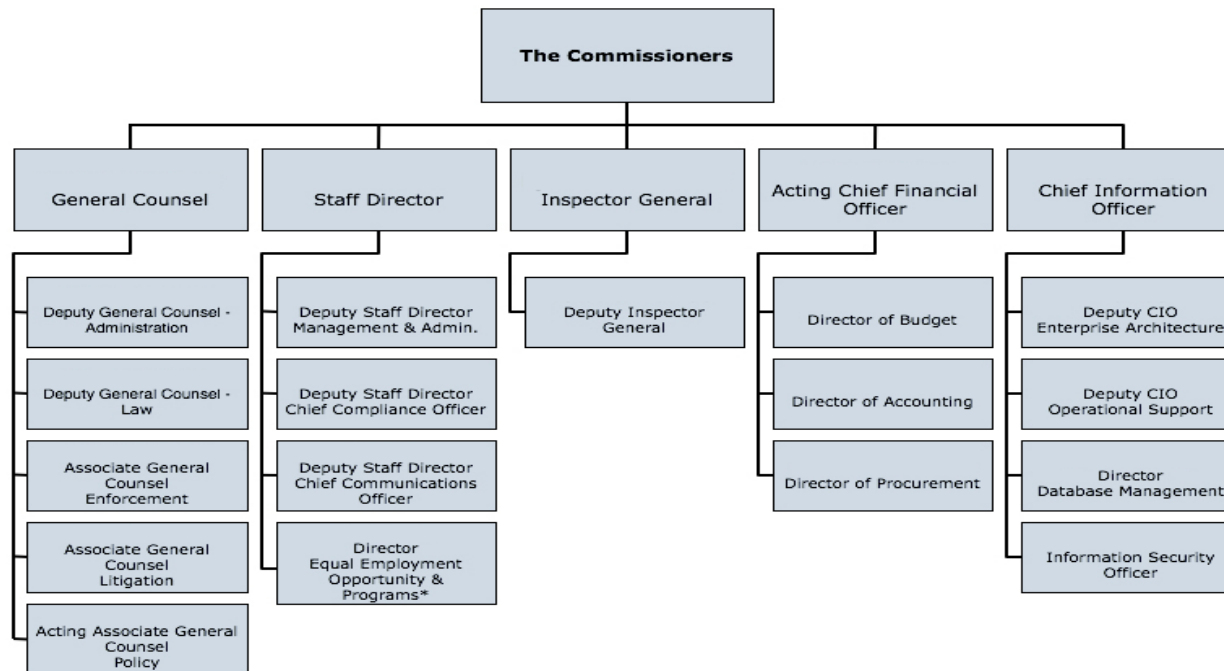 The Commissioners
General Counsel
Staff Director
Inspector General
Acting Chief Financial
Officer
Chief Information
Officer
Deputy General Counsel -
Administration
Deputy General Counsel -
Law
Associate General
Counsel
Enforcement
Associate General
Counsel
Litigation
Acting Associate General
Counsel
Policy
Deputy Staff Director
Management & Admin.
Deputy Staff Director
Chief Compliance Officer
Deputy Staff Director
Chief Communications
Officer
Director
Equal Employment
Opportunity &
Programs*
Deputy Inspector
General
Director of Budget
Director of Accounting
Director of Procurement
Deputy CIO
Enterprise Architecture
Deputy CIO
Operational Support
Director
Database Management
Information Security
Officer